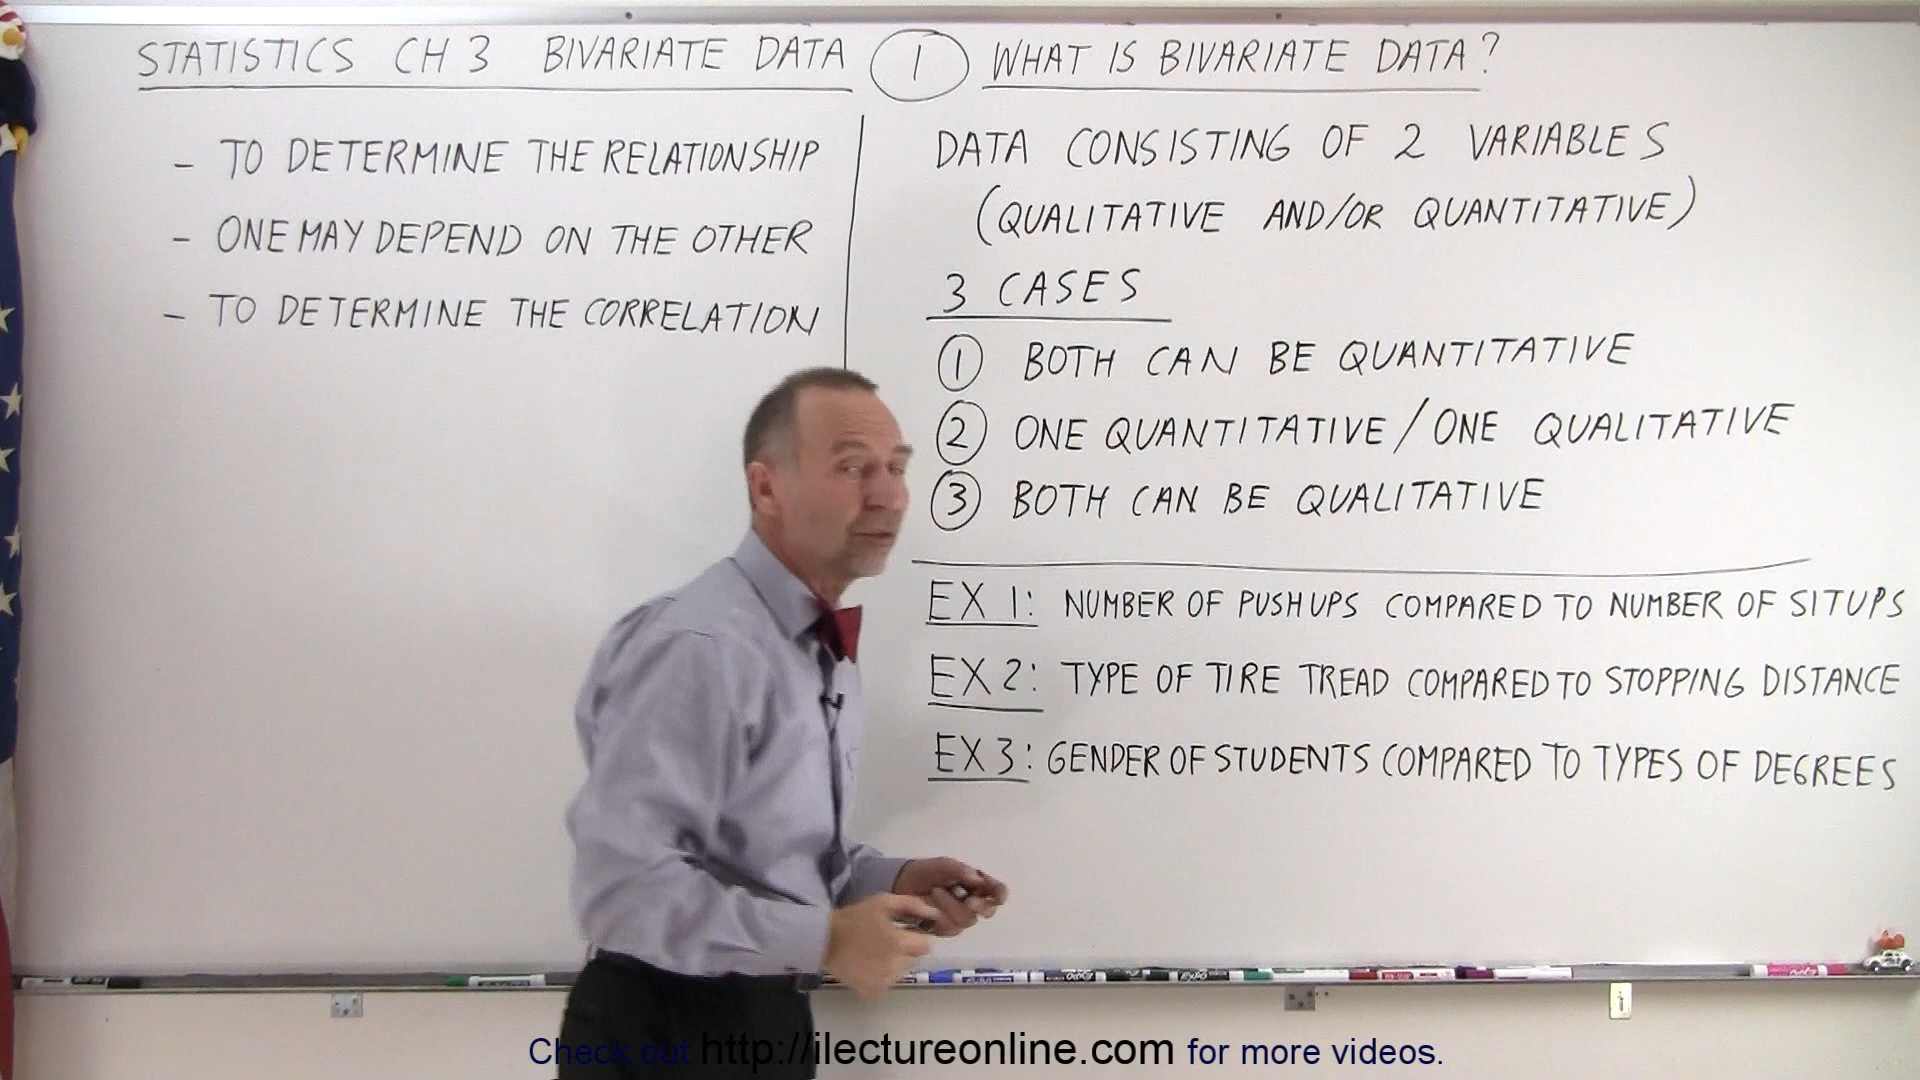 STATISTICS CH 3 BIVARIATE DATA 1 WHAT IS BIVARIATE DATA?
- TO DETERMINE THE RELATIONSHIP
- ONE MAY DEPEND ON THE OTHER
- TO DETERMINE THE CORRELATION
DATA CONSISTING OF 2 VARIABLES
(QUALITATIVE AND/OR QUANTITATIVE)
3 CASES
1 BOTH CAN BE QUANTITATIVE
2 ONE QUANTITATIVE / ONE QUALITATIVE
3 BOTH CAN BE QUALITATIVE
EX 1: NUMBER OF PUSHUPS COMPARED TO NUMBER OF SITUPS
EX 2: TYPE OF TIRE TREAD COMPARED TO STOPPING DISTANCE
EX 3: GENDER OF STUDENTS COMPARED TO TYPES OF DEGREES
EXPO
Check out http://ilectureonline.com for more videos.